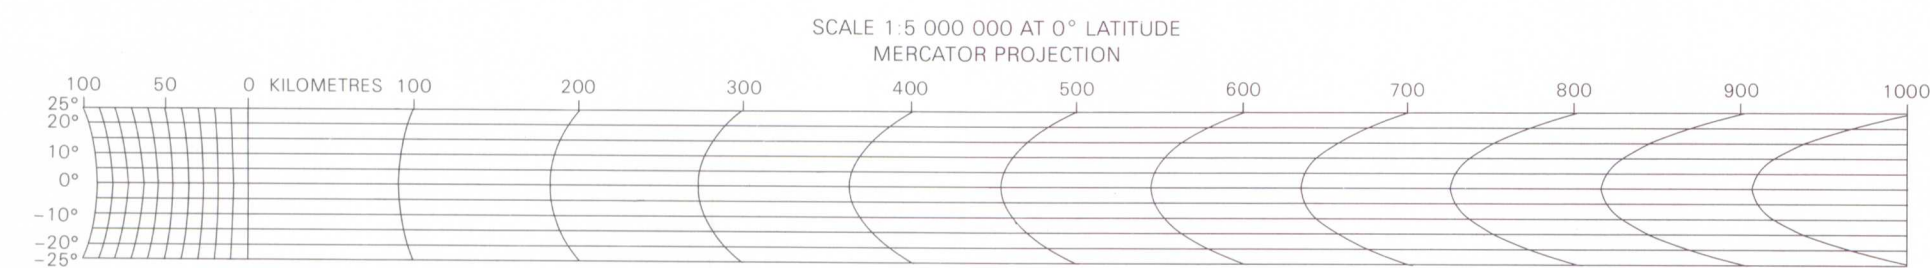 SCALE 1:5 000 000 AT 0° LATITUDE
MERCATOR PROJECTION
100 50 0 KILOMETRES 100 200 300 400 500 600 700 800 900 1000
25°
20°
10°
0°
–10°
–20°
–25°